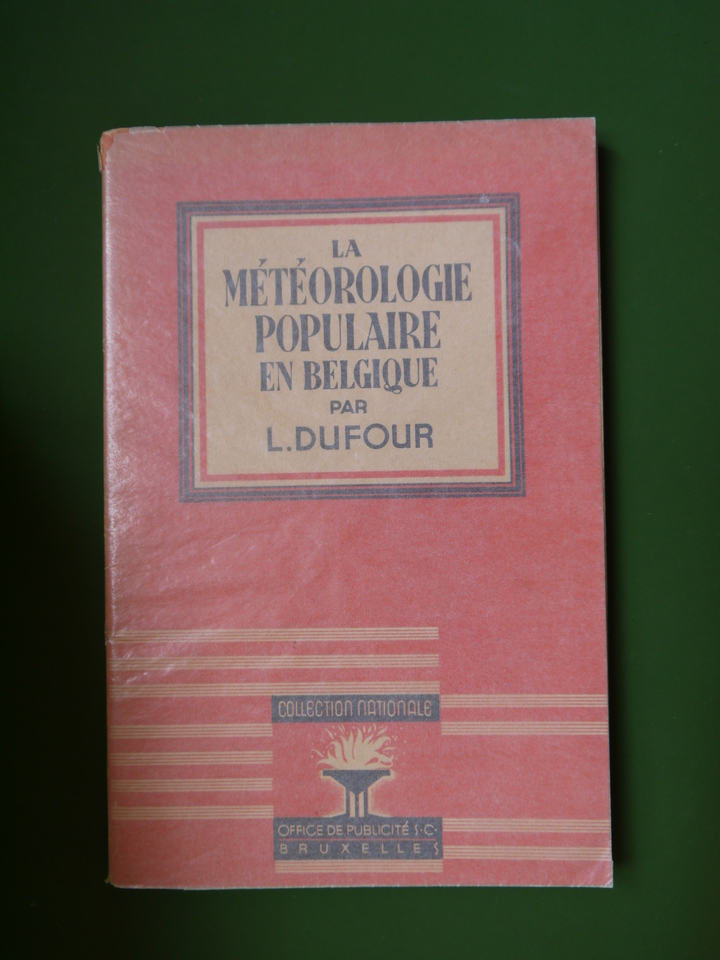 LA
MÉTÉOROLOGIE
POPULAIRE
EN BELGIQUE
PAR
L. DUFOUR
COLLECTION NATIONALE
OFFICE DE PUBLICITÉ S·C·
BRUXELLES